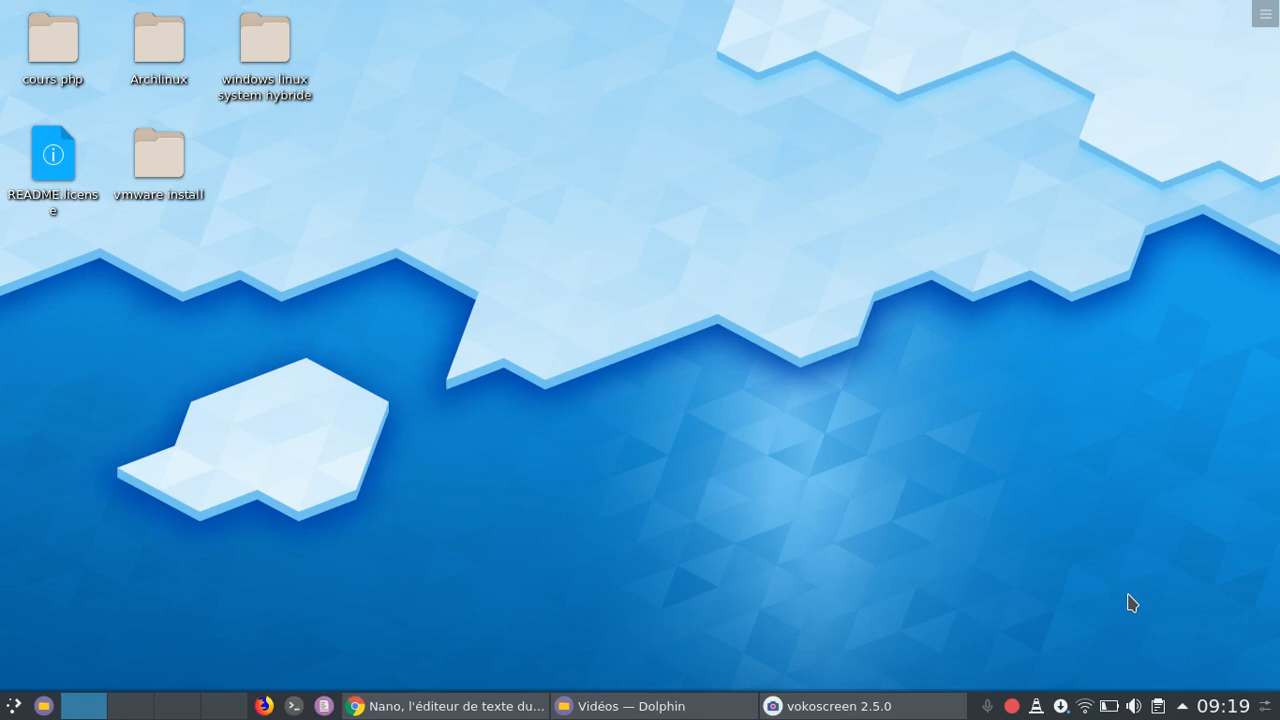 cours php
Archlinux
windows linux
system hybride
README.licens
e
vmware install
Nano, l'éditeur de texte du...
Vidéos — Dolphin
vokoscreen 2.5.0
09:19